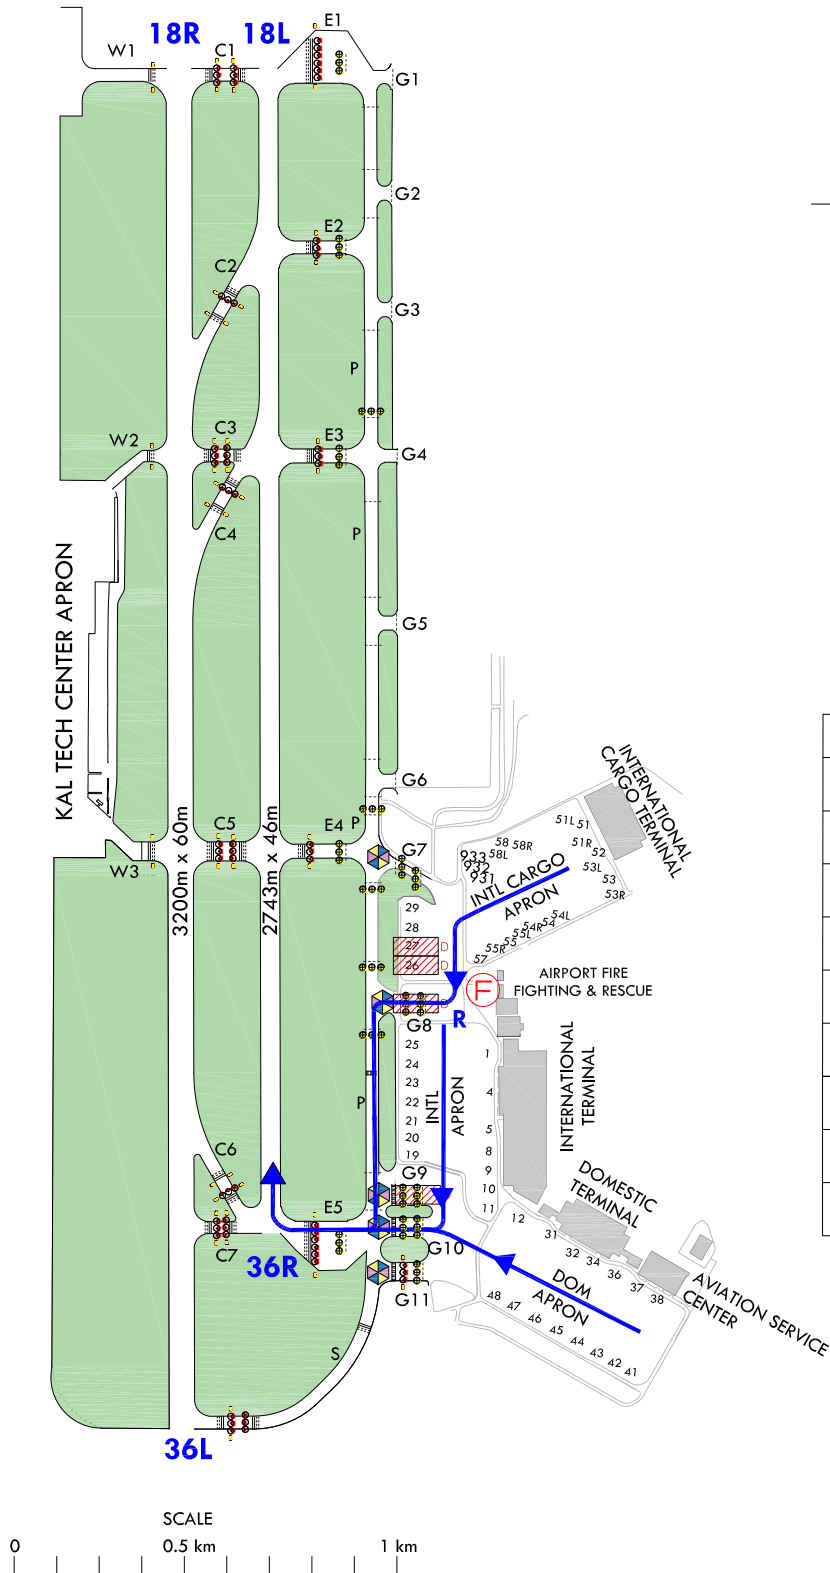 E1
18R
18L
W1
C1
G1
G2
E2
C2
G3
P
C3
E3
W2
G4
C4
P
KAL TECH CENTER APRON
G5
G6
INTERNATIONAL
CARGO TERMINAL
3200m x 60m
2743m x 46m
C5
E4
P
G7
W3
51L
51
51R
52
53L
53
53R
58
58R
58L
933
932
931
INTL CARGO
APRON
54L
54
54R
55L
55
55R
57
29
28
27
26
AIRPORT FIRE
FIGHTING & RESCUE
F
G8
R
25
24
23
22
21
20
19
P
INTL
APRON
1
4
5
8
9
10
11
INTERNATIONAL
TERMINAL
C6
G9
DOMESTIC
TERMINAL
12
31
32
34
36
37
38
E5
C7
36R
G10
G11
DOM
APRON
48
47
46
45
44
43
42
41
AVIATION SERVICE
CENTER
S
36L
SCALE
0
0.5 km
1 km